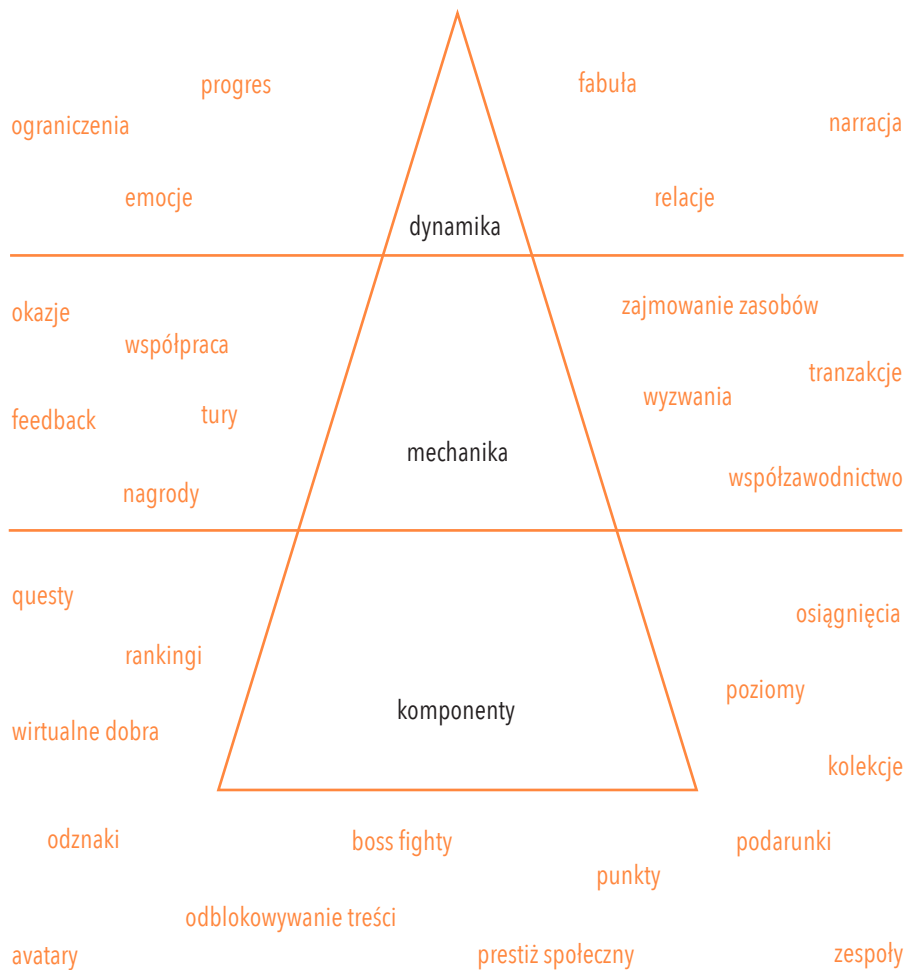 progres
fabuła
ograniczenia
narracja
emocje
relacje
dynamika
okazje
zajmowanie zasobów
współpraca
tranzakcje
wyzwania
feedback
tury
mechanika
współzawodnictwo
nagrody
questy
osiągnięcia
rankingi
poziomy
komponenty
wirtualne dobra
kolekcje
odznaki
boss fighty
podarunki
punkty
odblokowywanie treści
avatary
prestiż społeczny
zespoły